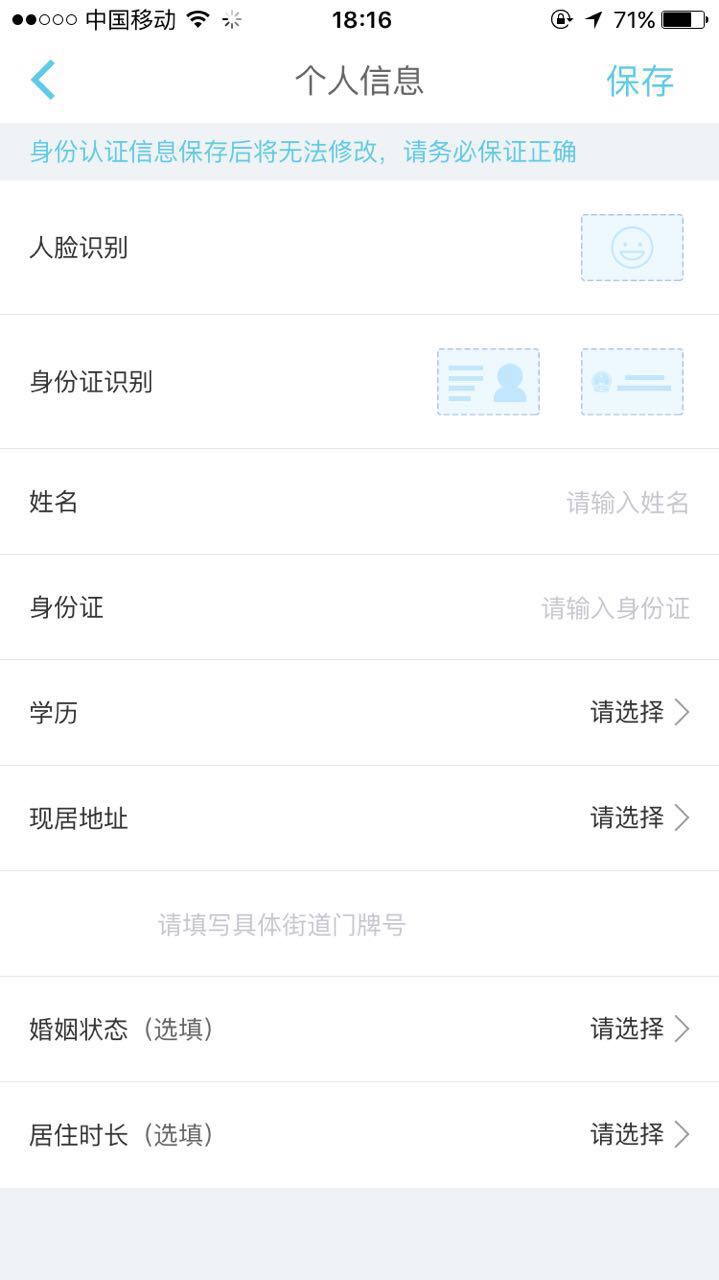 中国移动 18:16 71%
个人信息 保存
身份认证信息保存后将无法修改，请务必保证正确
人脸识别
身份证识别
姓名 请输入姓名
身份证 请输入身份证
学历 请选择
现居地址 请选择
请填写具体街道门牌号
婚姻状态（选填） 请选择
居住时长（选填） 请选择